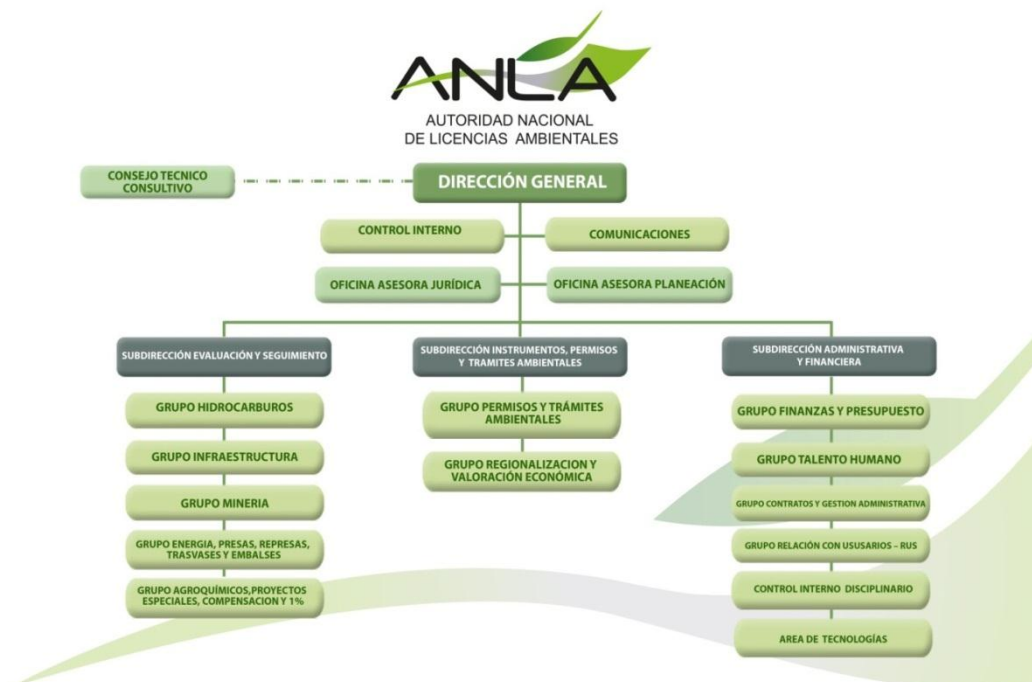 ANLA
AUTORIDAD NACIONAL
DE LICENCIAS AMBIENTALES
CONSEJO TECNICO
CONSULTIVO
DIRECCIÓN GENERAL
CONTROL INTERNO
COMUNICACIONES
OFICINA ASESORA JURÍDICA
OFICINA ASESORA PLANEACIÓN
SUBDIRECCIÓN EVALUACIÓN Y SEGUIMIENTO
GRUPO HIDROCARBUROS
GRUPO INFRAESTRUCTURA
GRUPO MINERIA
GRUPO ENERGIA, PRESAS, REPRESAS,
TRASVASES Y EMBALSES
GRUPO AGROQUÍMICOS,PROYECTOS
ESPECIALES, COMPENSACION Y 1%
SUBDIRECCIÓN INSTRUMENTOS, PERMISOS
Y TRAMITES AMBIENTALES
GRUPO PERMISOS Y TRÁMITES
AMBIENTALES
GRUPO REGIONALIZACION Y
VALORACIÓN ECONÓMICA
SUBDIRECCIÓN ADMINISTRATIVA
Y FINANCIERA
GRUPO FINANZAS Y PRESUPUESTO
GRUPO TALENTO HUMANO
GRUPO CONTRATOS Y GESTION ADMINISTRATIVA
GRUPO RELACIÓN CON USUSARIOS – RUS
CONTROL INTERNO DISCIPLINARIO
AREA DE TECNOLOGÍAS